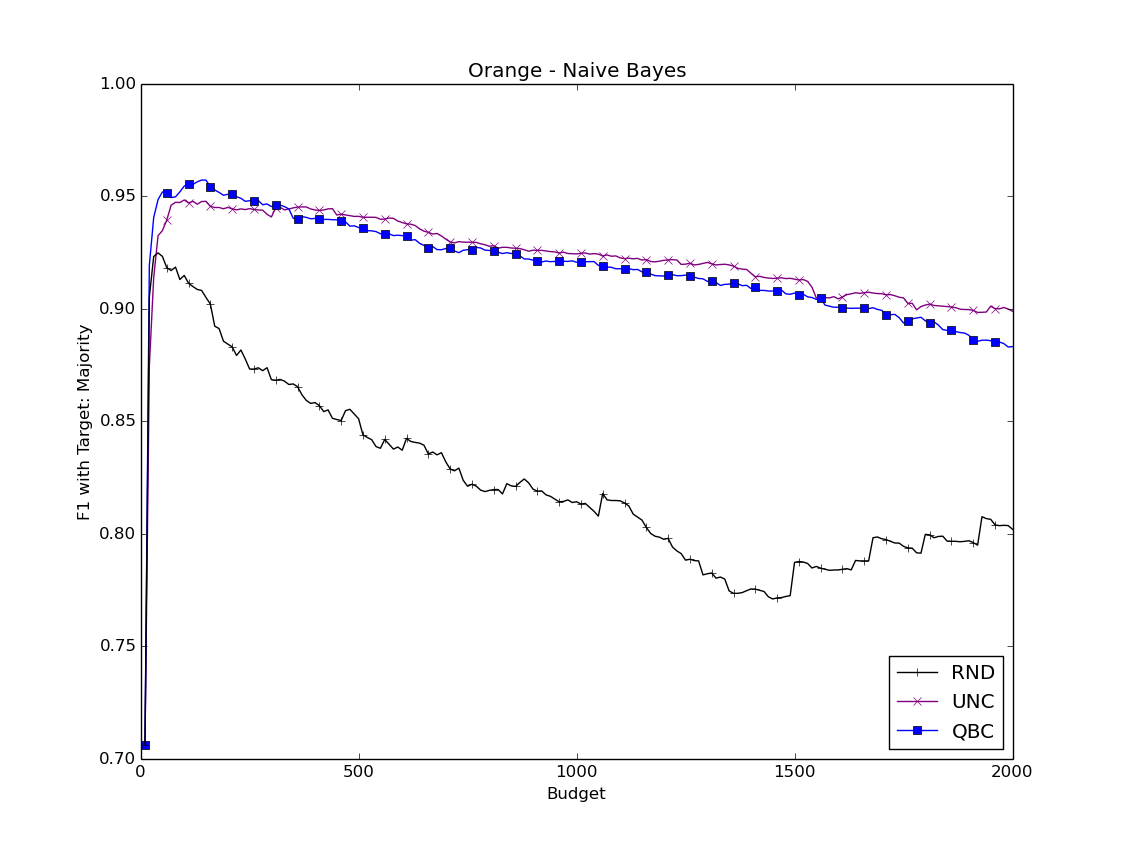 Orange - Naive Bayes
1.00
0.95
0.90
0.85
0.80
0.75
0.70
F1 with Target: Majority
0
500
1000
1500
2000
Budget
RND
UNC
QBC